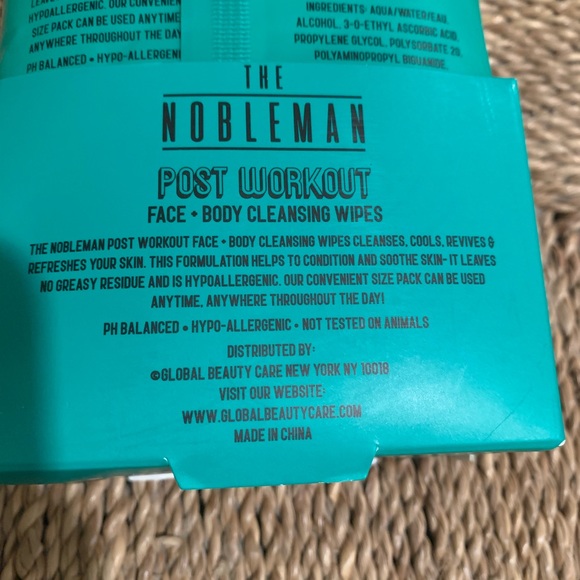 HYPOALLERGENIC. OUR CONVENIEN
SIZE PACK CAN BE USED ANYTIME
ANYWHERE THROUGHOUT THE DAY
PH BALANCED • HYPO-ALLERGENI
INGREDIENTS: AQUA/WATER/EAU,
ALCOHOL, 3-O-ETHYL ASCORBIC ACID,
PROPYLENE GLYCOL, POLYSORBATE 20,
POLYAMINOPROPYL BIGUANIDE,
THE
NOBLEMAN
POST WORKOUT
FACE + BODY CLEANSING WIPES
THE NOBLEMAN POST WORKOUT FACE + BODY CLEANSING WIPES CLEANSES, COOLS, REVIVES &
REFRESHES YOUR SKIN. THIS FORMULATION HELPS TO CONDITION AND SOOTHE SKIN- IT LEAVES
NO GREASY RESIDUE AND IS HYPOALLERGENIC. OUR CONVENIENT SIZE PACK CAN BE USED
ANYTIME, ANYWHERE THROUGHOUT THE DAY!
PH BALANCED • HYPO-ALLERGENIC • NOT TESTED ON ANIMALS
DISTRIBUTED BY:
©GLOBAL BEAUTY CARE NEW YORK NY 10018
VISIT OUR WEBSITE:
WWW.GLOBALBEAUTYCARE.COM
MADE IN CHINA